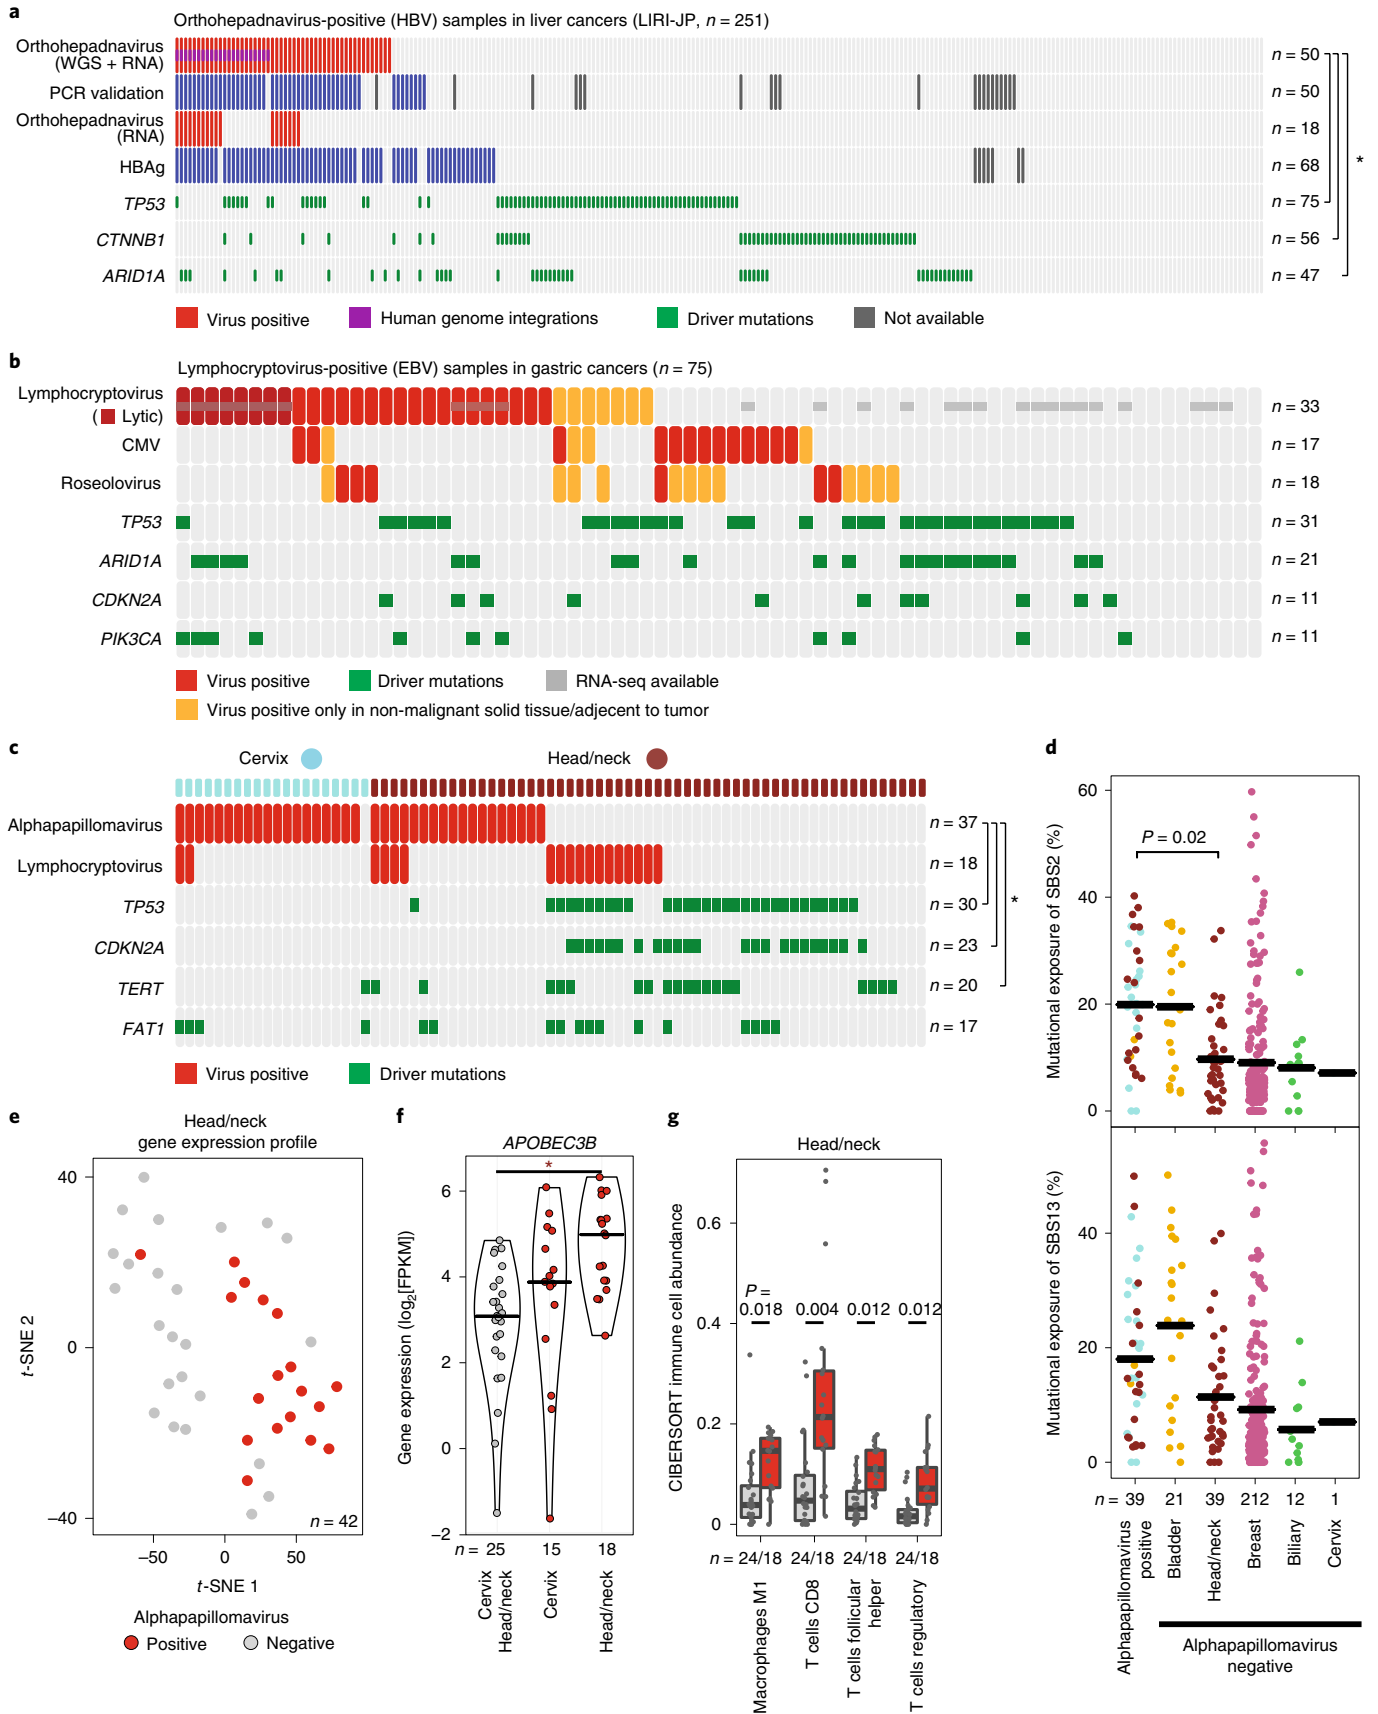 a
Orthohepadnavirus-positive (HBV) samples in liver cancers (LIRI-JP, n = 251)
Orthohepadnavirus
(WGS + RNA)
n = 50
PCR validation
n = 50
Orthohepadnavirus
(RNA)
n = 18
HBAg
n = 68
*
TP53
n = 75
CTNNB1
n = 56
ARID1A
n = 47
Virus positive
Human genome integrations
Driver mutations
Not available
b
Lymphocryptovirus-positive (EBV) samples in gastric cancers (n = 75)
Lymphocryptovirus
( Lytic)
n = 33
CMV
n = 17
Roseolovirus
n = 18
TP53
n = 31
ARID1A
n = 21
CDKN2A
n = 11
PIK3CA
n = 11
Virus positive
Driver mutations
RNA-seq available
Virus positive only in non-malignant solid tissue/adjecent to tumor
c
Cervix
Head/neck
Alphapapillomavirus
n = 37
Lymphocryptovirus
n = 18
TP53
n = 30
*
CDKN2A
n = 23
TERT
n = 20
FAT1
n = 17
Virus positive
Driver mutations
d
Mutational exposure of SBS2 (%)
60
40
20
0
P = 0.02
Mutational exposure of SBS13 (%)
40
20
0
n = 39 21 39 212 12 1
Alphapapillomavirus
positive
Bladder
Head/neck
Breast
Biliary
Cervix
Alphapapillomavirus
negative
e
Head/neck
gene expression profile
t-SNE 2
40
0
−40
n = 42
−50 0 50
t-SNE 1
Alphapapillomavirus
Positive
Negative
f
APOBEC3B
*
Gene expression (log2[FPKM])
6
4
2
0
−2
n = 25 15 18
Cervix
Head/neck
Cervix
Head/neck
g
Head/neck
CIBERSORT immune cell abundance
0.6
0.4
0.2
0
P =
0.018 0.004 0.012 0.012
n = 24/18 24/18 24/18 24/18
Macrophages M1
T cells CD8
T cells follicular
helper
T cells regulatory